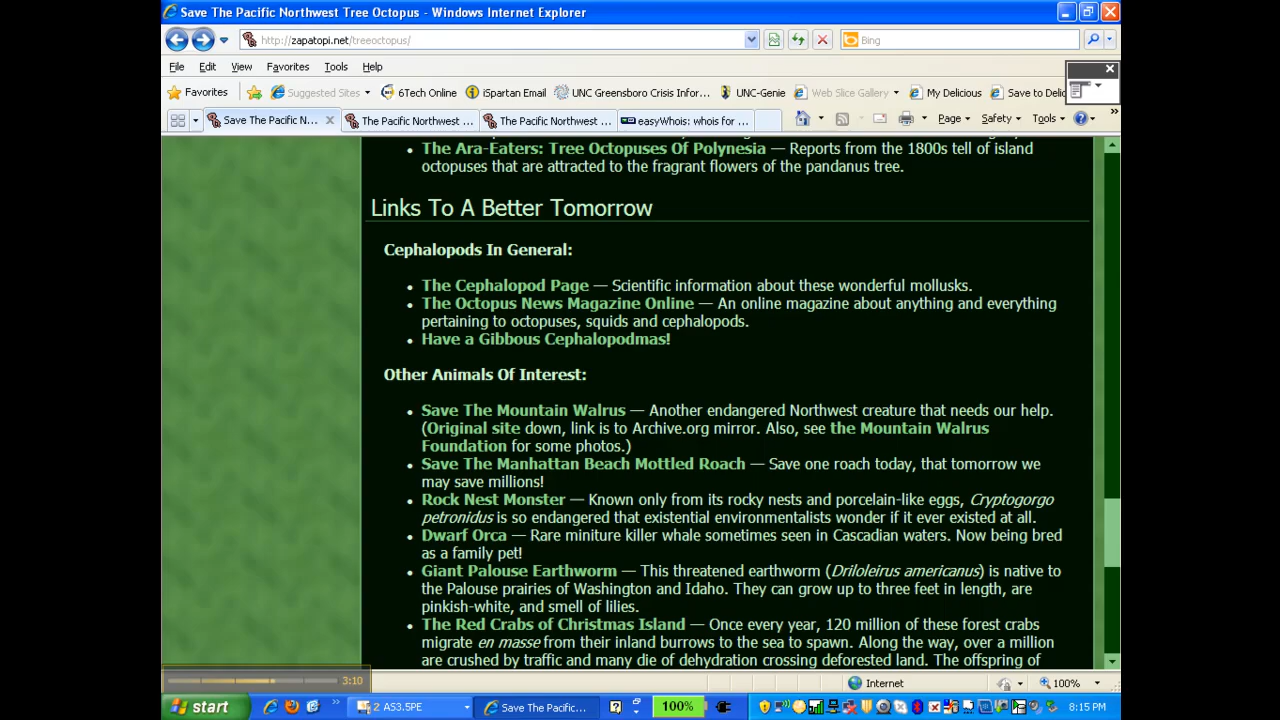 Save The Pacific Northwest Tree Octopus - Windows Internet Explorer
http://zapatopi.net/treeoctopus/
Bing
File Edit View Favorites Tools Help
Favorites Suggested Sites 6Tech Online iSpartan Email UNC Greensboro Crisis Infor... UNC-Genie Web Slice Gallery My Delicious Save to Delic
Save The Pacific N... The Pacific Northwest ... The Pacific Northwest ... easyWhois: whois for ... Page Safety Tools
The Ara-Eaters: Tree Octopuses Of Polynesia — Reports from the 1800s tell of island
octopuses that are attracted to the fragrant flowers of the pandanus tree.
Links To A Better Tomorrow
Cephalopods In General:
The Cephalopod Page — Scientific information about these wonderful mollusks.
The Octopus News Magazine Online — An online magazine about anything and everything
pertaining to octopuses, squids and cephalopods.
Have a Gibbous Cephalopodmas!
Other Animals Of Interest:
Save The Mountain Walrus — Another endangered Northwest creature that needs our help.
(Original site down, link is to Archive.org mirror. Also, see the Mountain Walrus
Foundation for some photos.)
Save The Manhattan Beach Mottled Roach — Save one roach today, that tomorrow we
may save millions!
Rock Nest Monster — Known only from its rocky nests and porcelain-like eggs, Cryptogorgo
petronidus is so endangered that existential environmentalists wonder if it ever existed at all.
Dwarf Orca — Rare miniture killer whale sometimes seen in Cascadian waters. Now being bred
as a family pet!
Giant Palouse Earthworm — This threatened earthworm (Driloleirus americanus) is native to
the Palouse prairies of Washington and Idaho. They can grow up to three feet in length, are
pinkish-white, and smell of lilies.
The Red Crabs of Christmas Island — Once every year, 120 million of these forest crabs
migrate en masse from their inland burrows to the sea to spawn. Along the way, over a million
are crushed by traffic and many die of dehydration crossing deforested land. The offspring of
3:10
Internet 100%
start 2 AS3.5PE Save The Pacific... 100% 8:15 PM